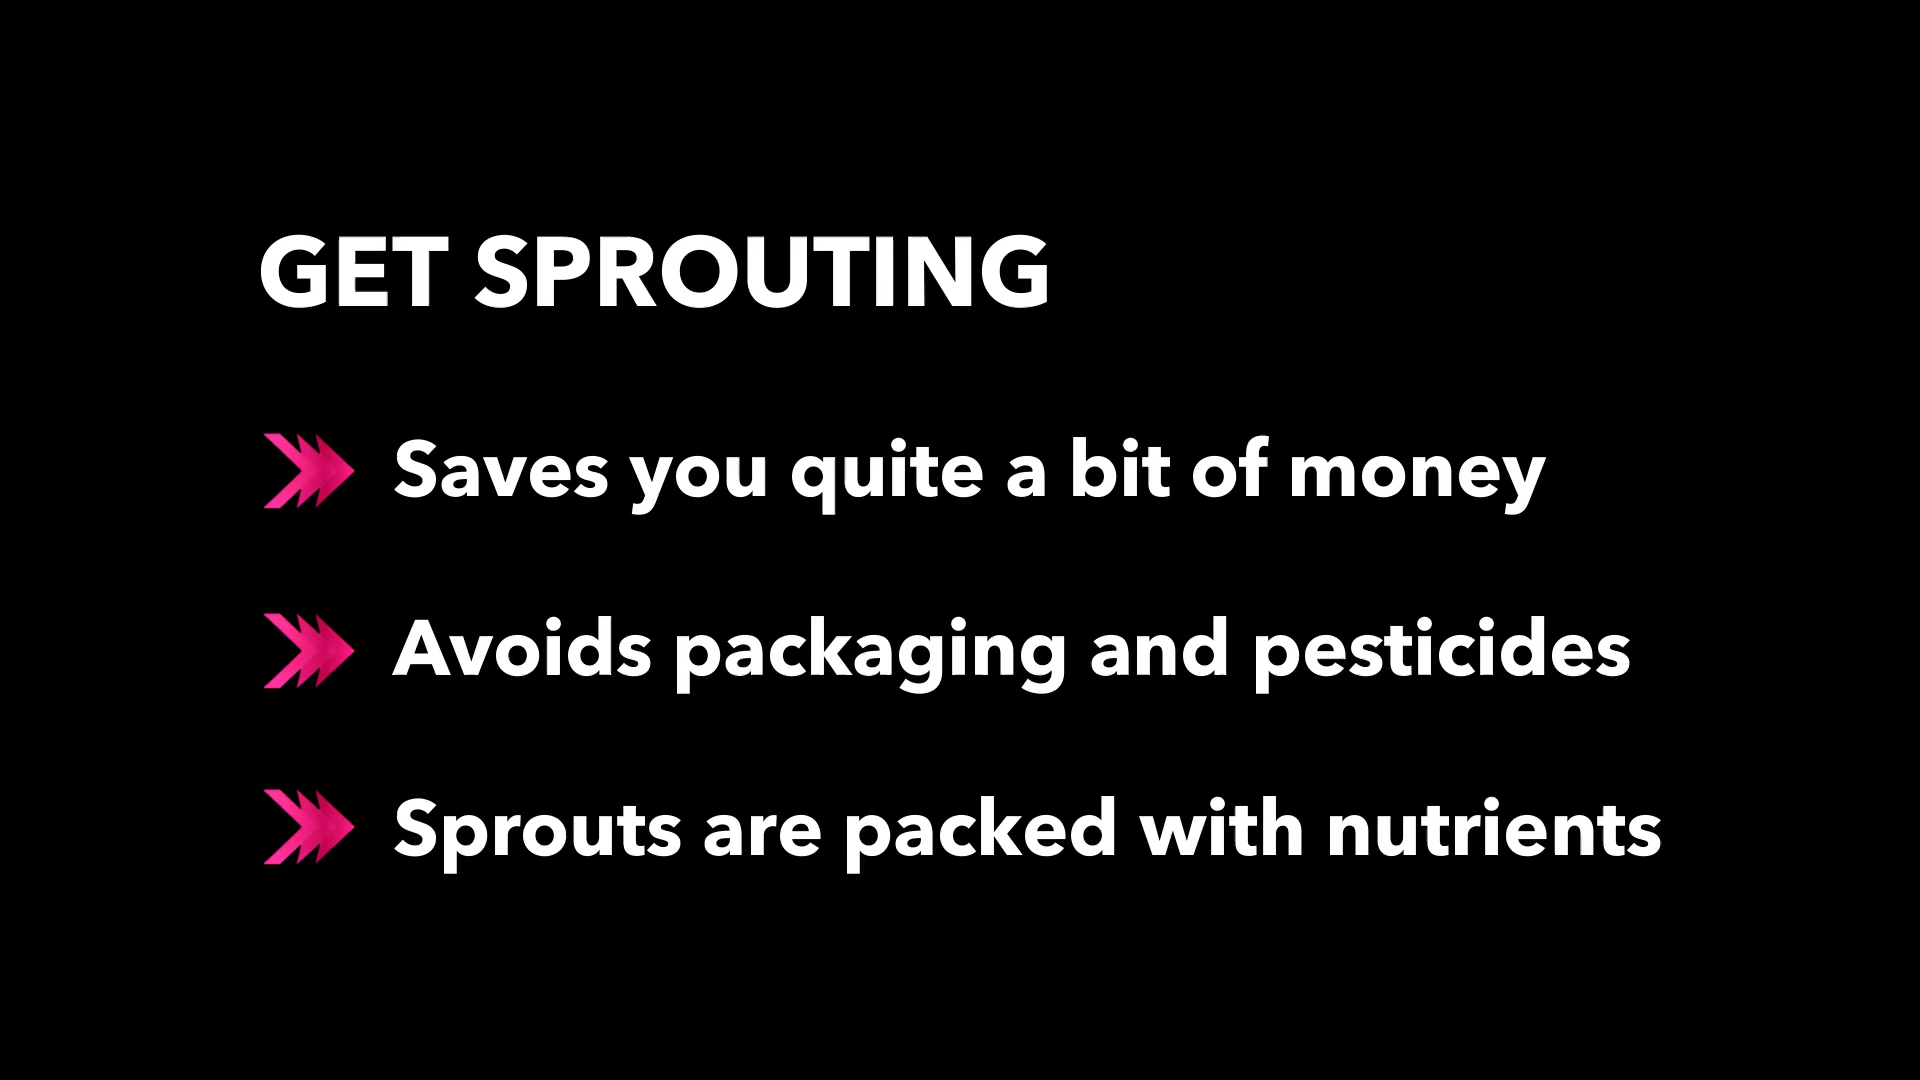 GET SPROUTING
Saves you quite a bit of money
Avoids packaging and pesticides
Sprouts are packed with nutrients